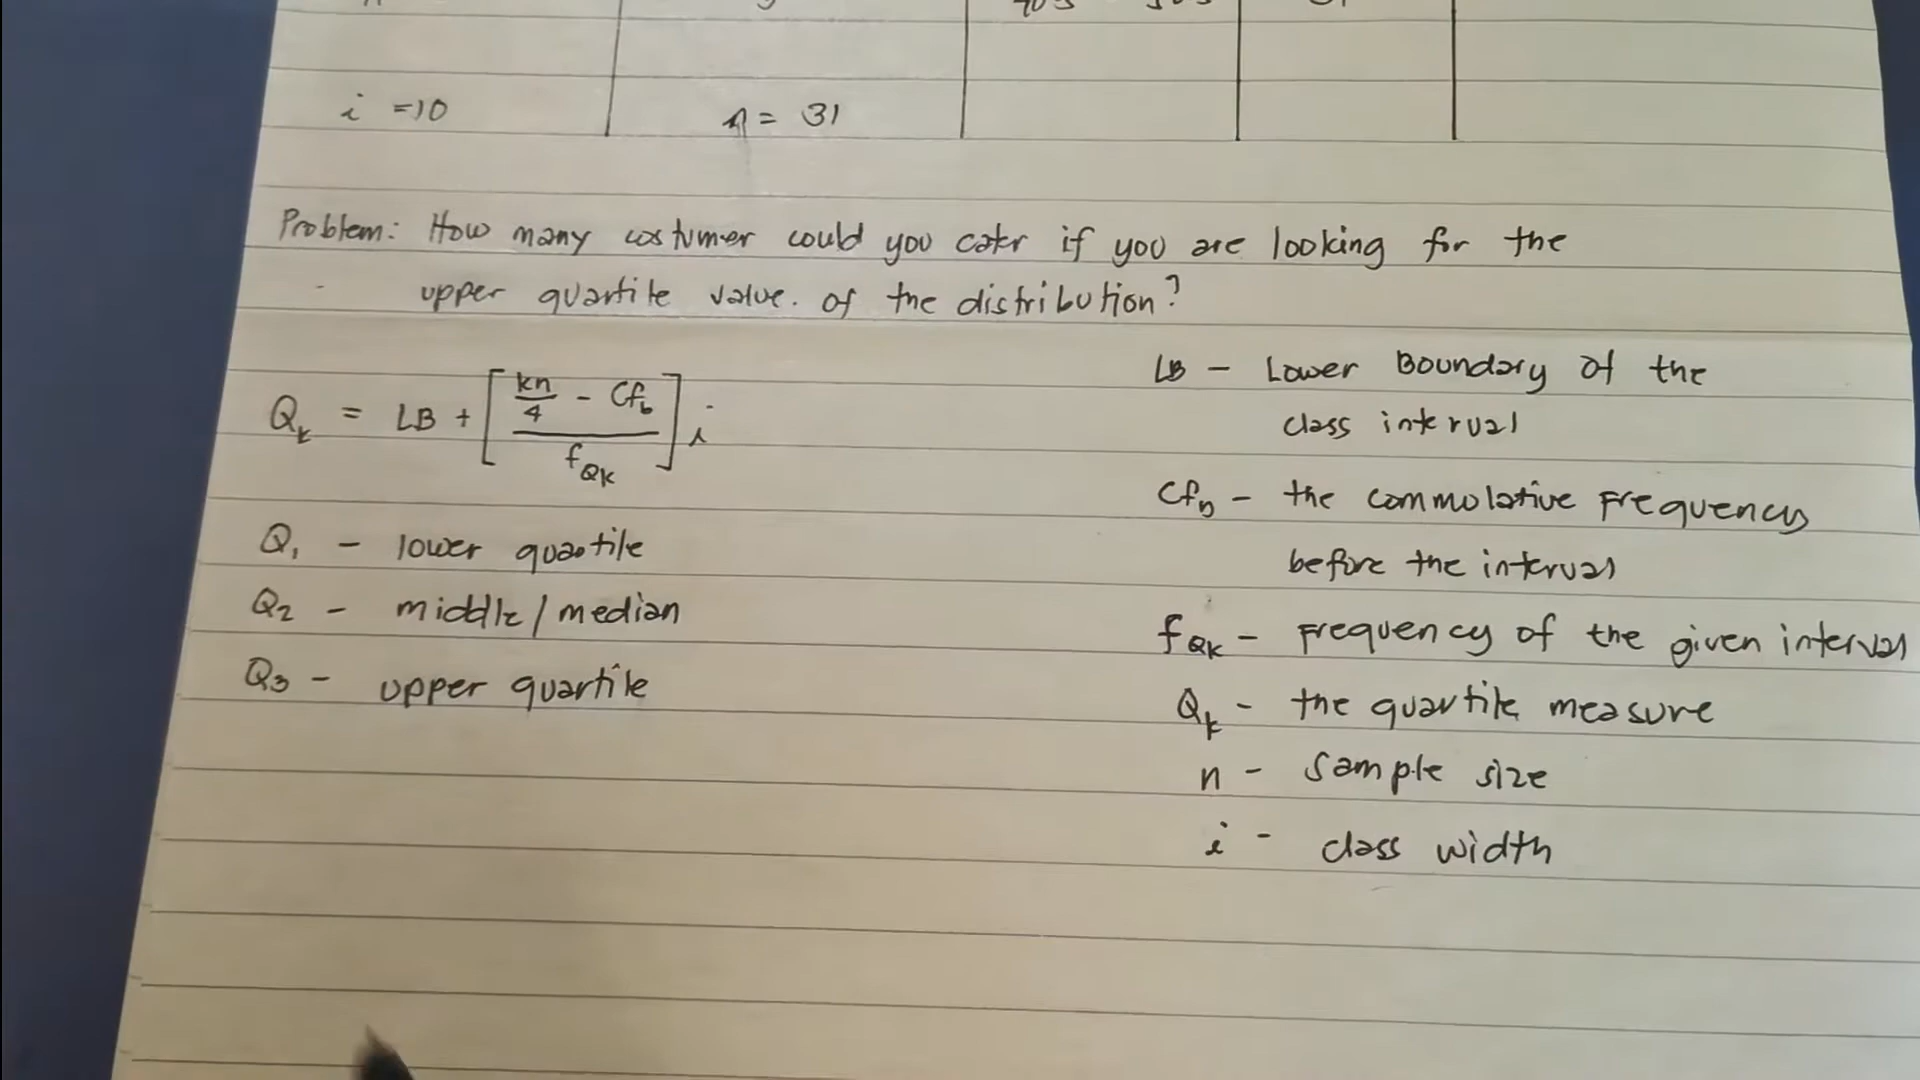 i = 10
n = 31
Problem: How many costumer could you catr if you are looking for the
upper quartile value. of the distribution?
Qk = LB + [ (kn/4 - Cfb) / fQk ] i
Q1 - lower quartile
Q2 - middle / median
Q3 - upper quartile
LB - Lower Boundary of the
class interval
Cfb - the commolative Frequency
before the interval
fQk - Frequency of the given interval
Qk - the quartile measure
n - sample size
i - class width